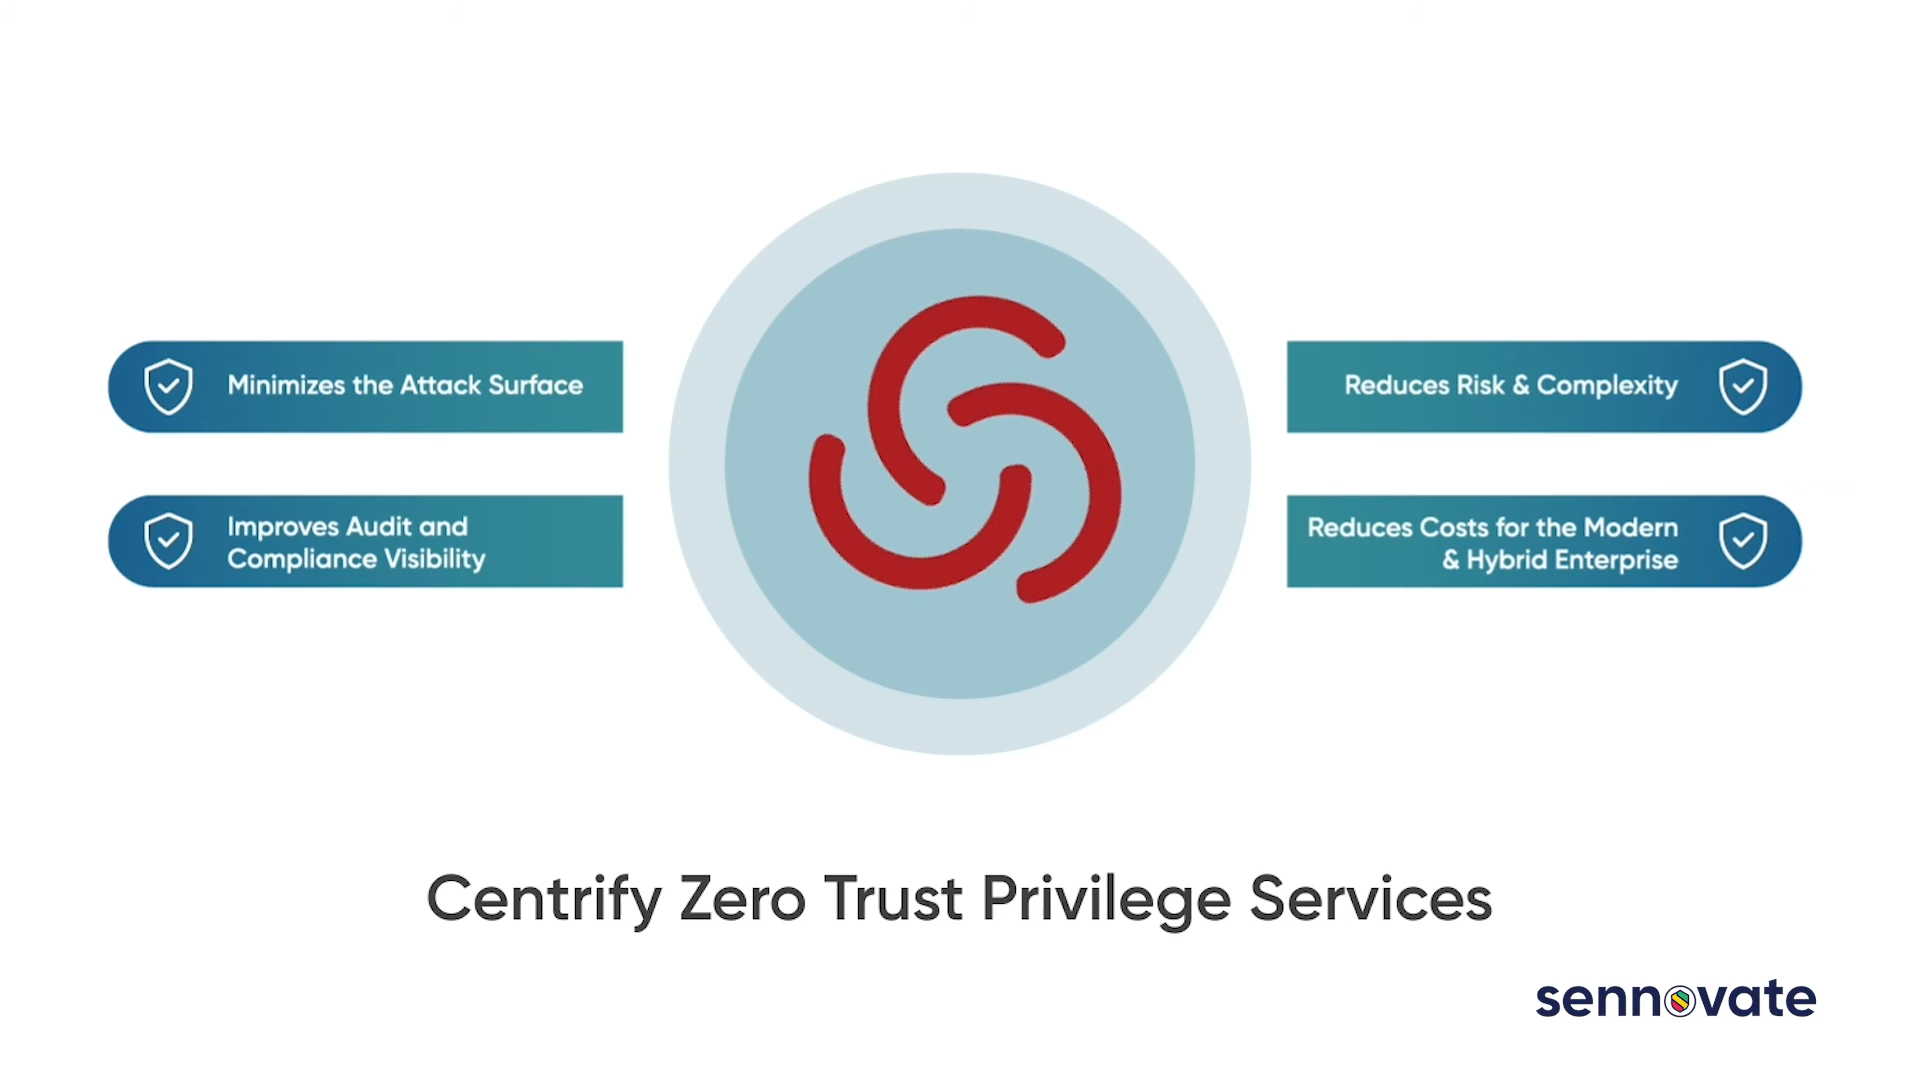 Minimizes the Attack Surface
Improves Audit and
Compliance Visibility
Reduces Risk & Complexity
Reduces Costs for the Modern
& Hybrid Enterprise
Centrify Zero Trust Privilege Services
sennovate